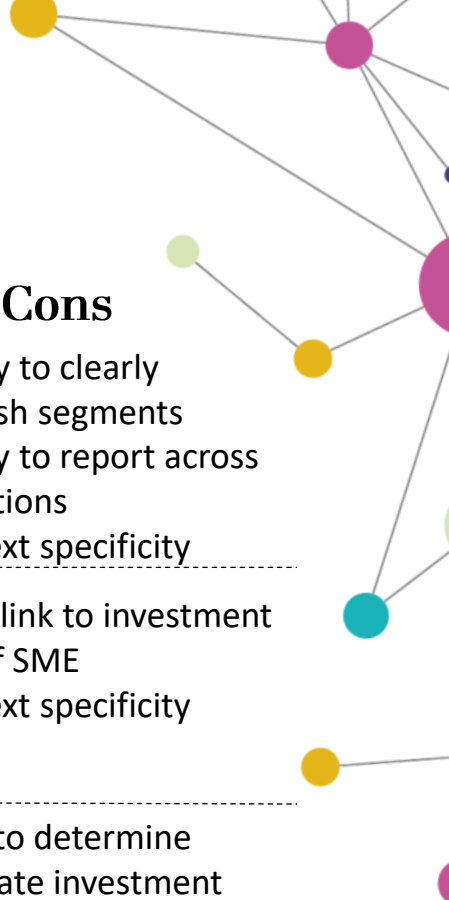 Cons
y to clearly
sh segments
y to report across
tions
ext specificity
link to investment
f SME
ext specificity
to determine
ate investment